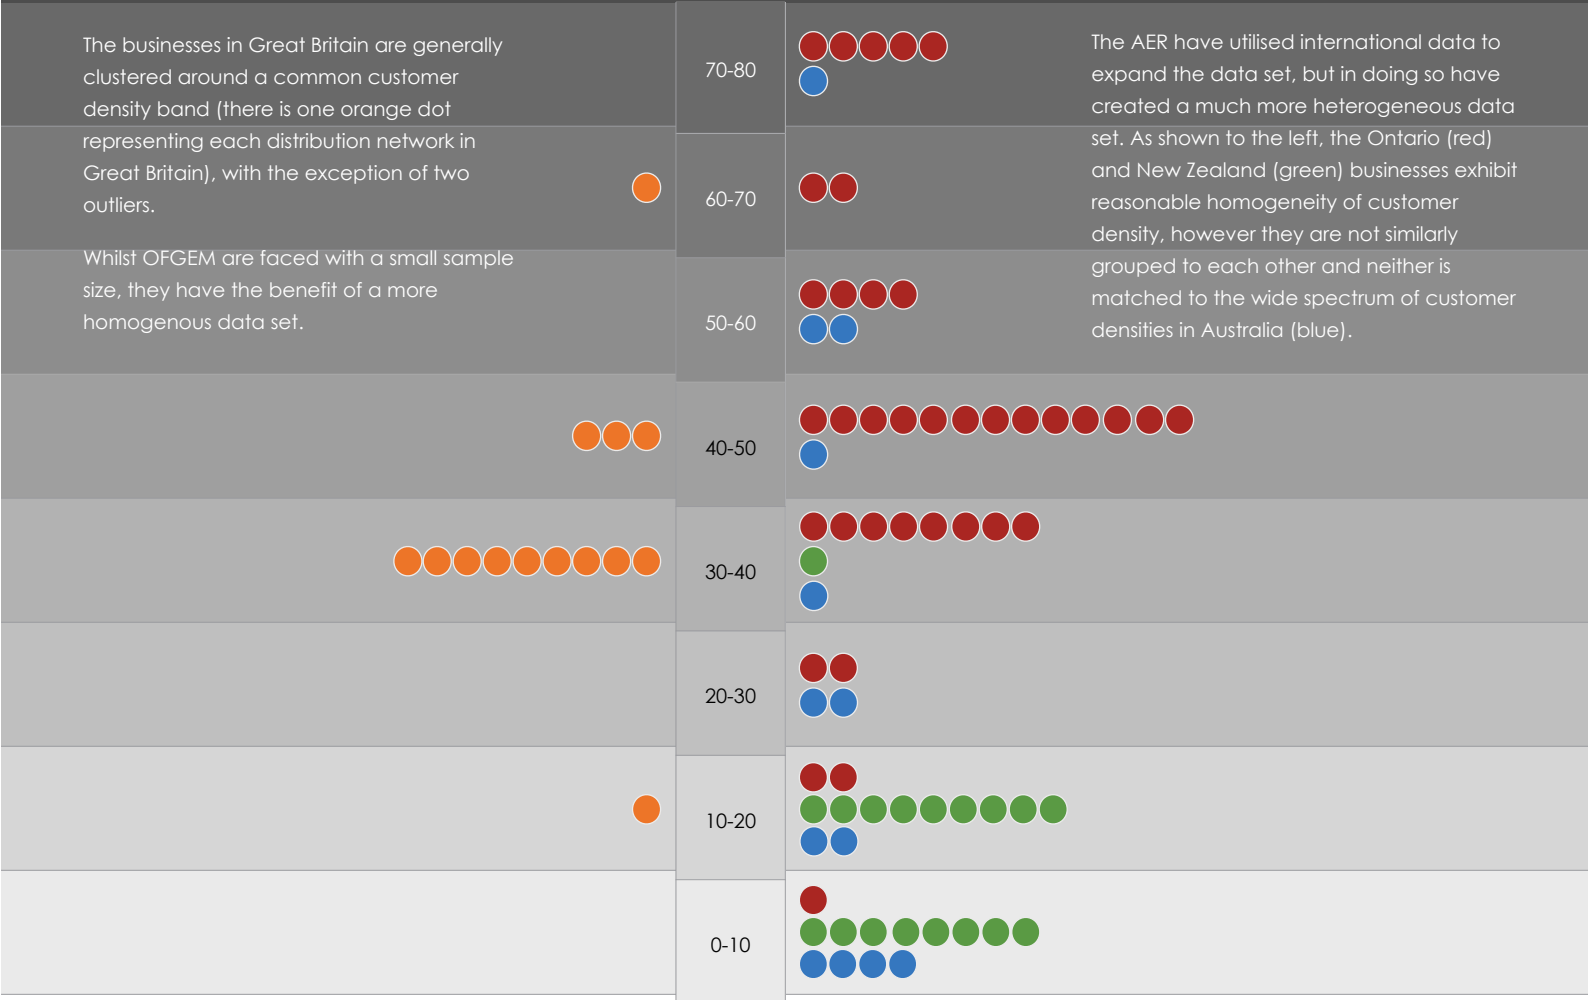 The businesses in Great Britain are generally
clustered around a common customer
density band (there is one orange dot
representing each distribution network in
Great Britain), with the exception of two
outliers.
Whilst OFGEM are faced with a small sample
size, they have the benefit of a more
homogenous data set.
70-80
60-70
50-60
40-50
30-40
20-30
10-20
0-10
The AER have utilised international data to
expand the data set, but in doing so have
created a much more heterogeneous data
set. As shown to the left, the Ontario (red)
and New Zealand (green) businesses exhibit
reasonable homogeneity of customer
density, however they are not similarly
grouped to each other and neither is
matched to the wide spectrum of customer
densities in Australia (blue).